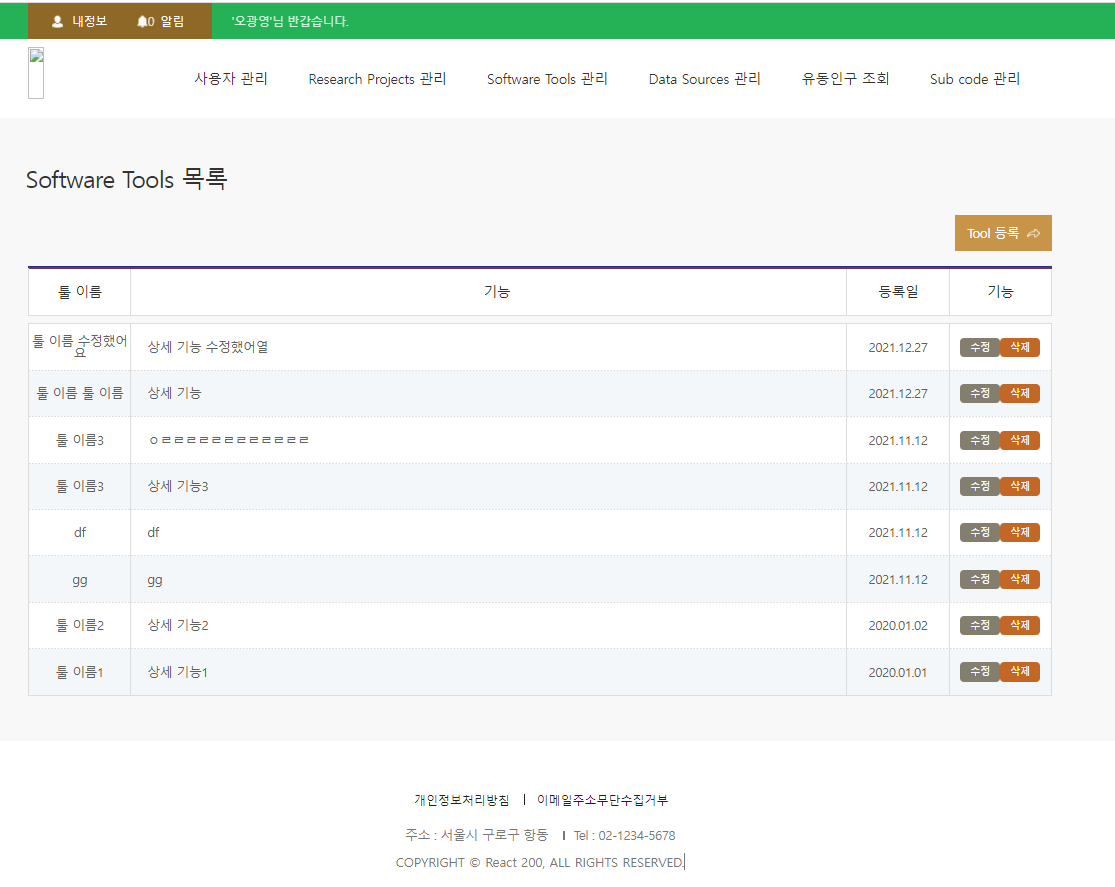 내정보 0 알림 '오광영'님 반갑습니다.
사용자 관리 Research Projects 관리 Software Tools 관리 Data Sources 관리 유동인구 조회 Sub code 관리
Software Tools 목록
Tool 등록
툴 이름 기능 등록일 기능
툴 이름 수정했어요 상세 기능 수정했어열 2021.12.27 수정 삭제
툴 이름 툴 이름 상세 기능 2021.12.27 수정 삭제
툴 이름3 ㅇㄹㄹㄹㄹㄹㄹㄹㄹㄹㄹㄹㄹ 2021.11.12 수정 삭제
툴 이름3 상세 기능3 2021.11.12 수정 삭제
df df 2021.11.12 수정 삭제
gg gg 2021.11.12 수정 삭제
툴 이름2 상세 기능2 2020.01.02 수정 삭제
툴 이름1 상세 기능1 2020.01.01 수정 삭제
개인정보처리방침 | 이메일주소무단수집거부
주소 : 서울시 구로구 항동 | Tel : 02-1234-5678
COPYRIGHT © React 200, ALL RIGHTS RESERVED.